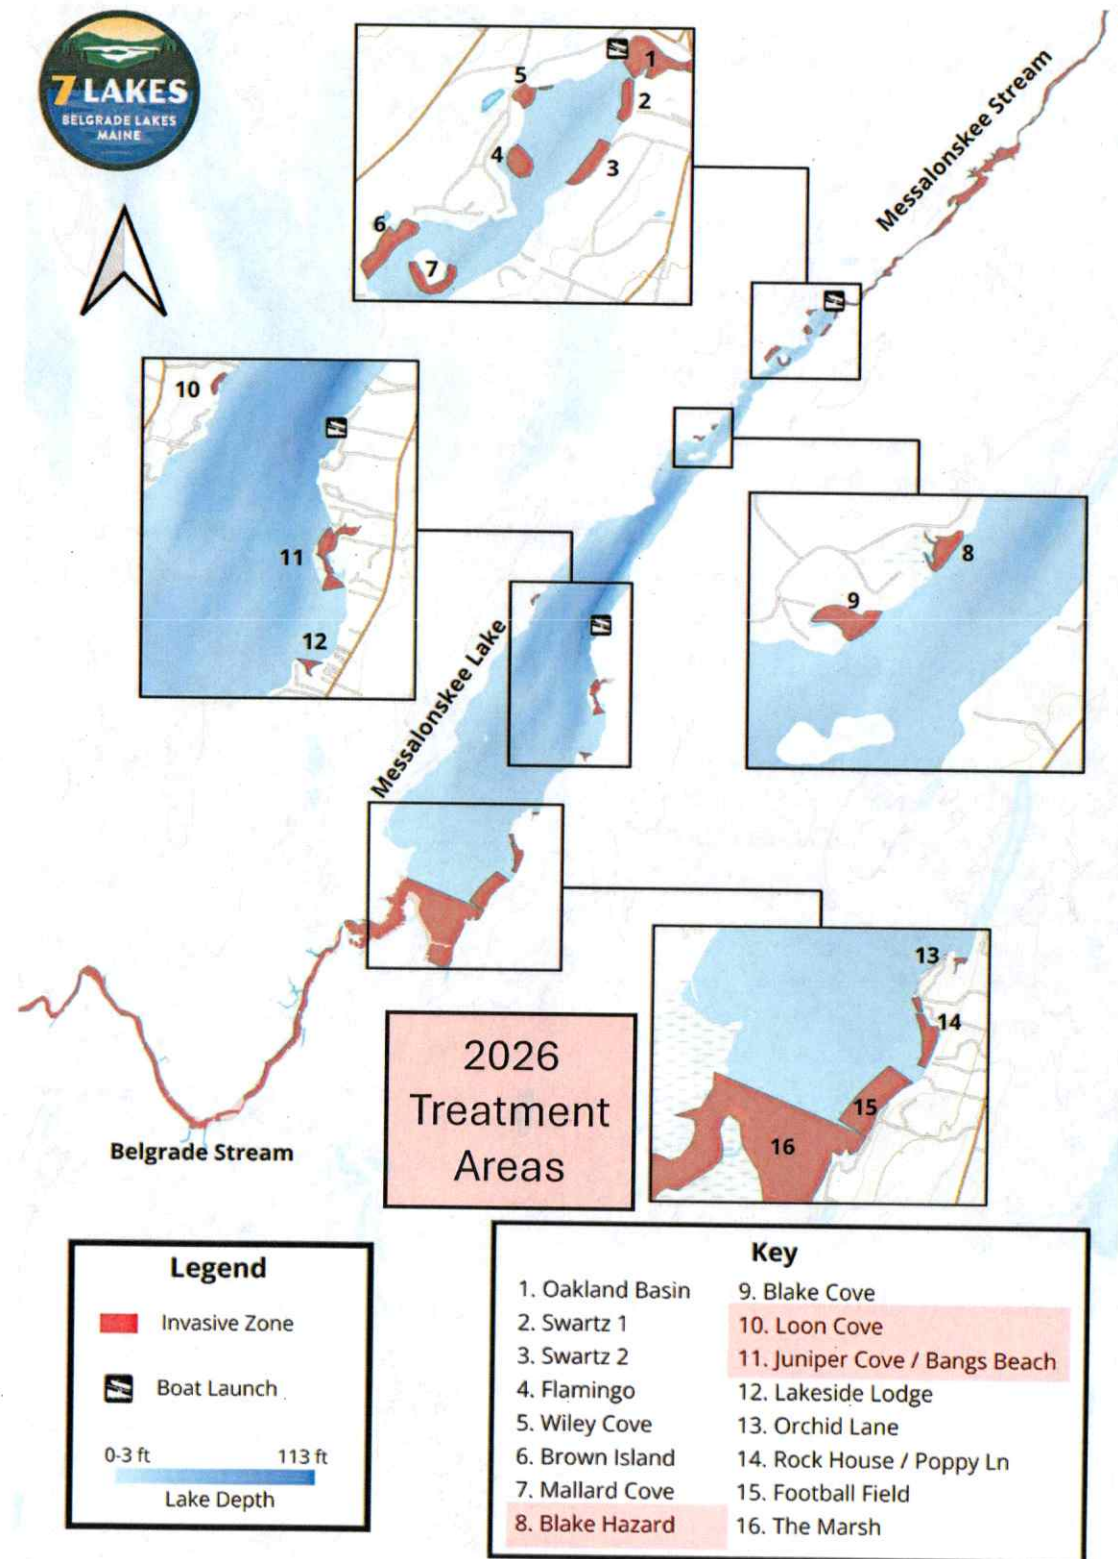 7 LAKES
BELGRADE LAKES
MAINE
Messalonskee Stream
1
2
3
4
5
6
7
10
11
12
8
9
Messalonskee Lake
13
14
15
16
Belgrade Stream
2026
Treatment
Areas
Legend
Invasive Zone
Boat Launch
0-3 ft 113 ft
Lake Depth
Key
1. Oakland Basin
2. Swartz 1
3. Swartz 2
4. Flamingo
5. Wiley Cove
6. Brown Island
7. Mallard Cove
8. Blake Hazard
9. Blake Cove
10. Loon Cove
11. Juniper Cove / Bangs Beach
12. Lakeside Lodge
13. Orchid Lane
14. Rock House / Poppy Ln
15. Football Field
16. The Marsh